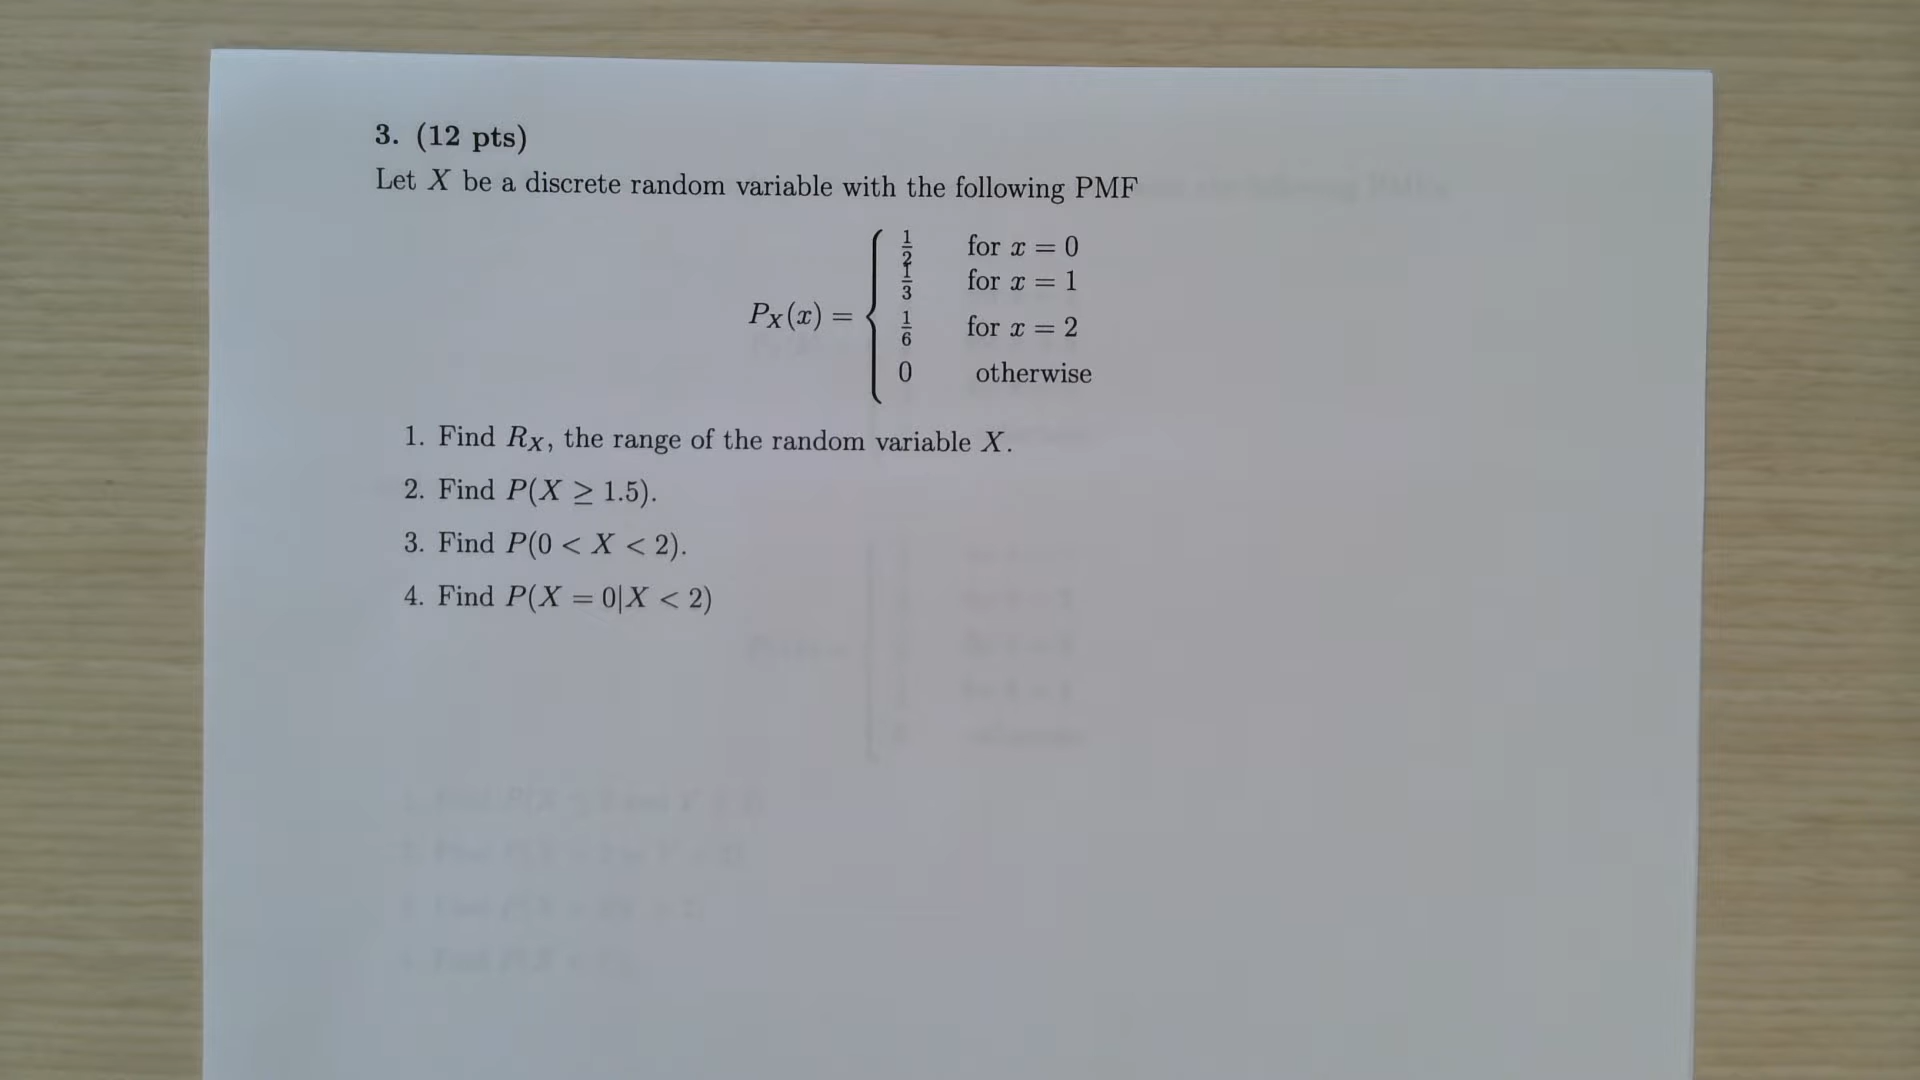 3. (12 pts)
Let X be a discrete random variable with the following PMF
P_X(x) = { 1/2 for x = 0
1/3 for x = 1
1/6 for x = 2
0 otherwise
1. Find R_X, the range of the random variable X.
2. Find P(X ≥ 1.5).
3. Find P(0 < X < 2).
4. Find P(X = 0|X < 2)